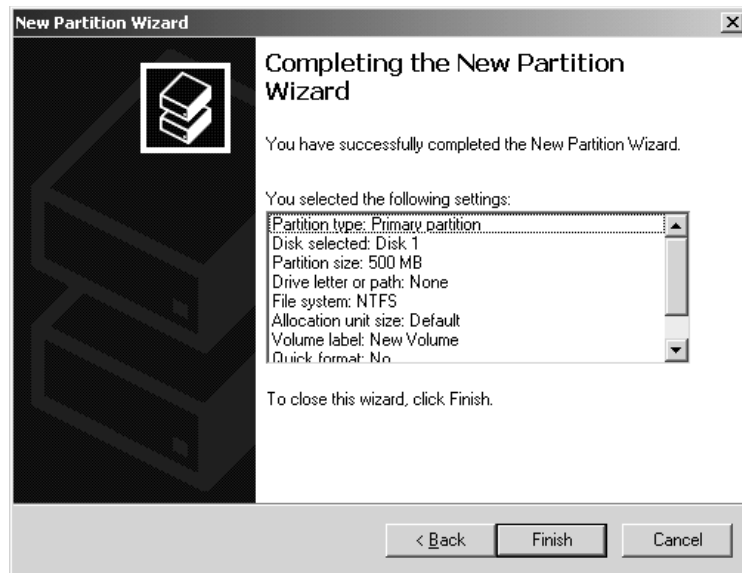 New Partition Wizard
Completing the New Partition
Wizard
You have successfully completed the New Partition Wizard.
You selected the following settings:
Partition type: Primary partition
Disk selected: Disk 1
Partition size: 500 MB
Drive letter or path: None
File system: NTFS
Allocation unit size: Default
Volume label: New Volume
Quick format: No
To close this wizard, click Finish.
< Back
Finish
Cancel